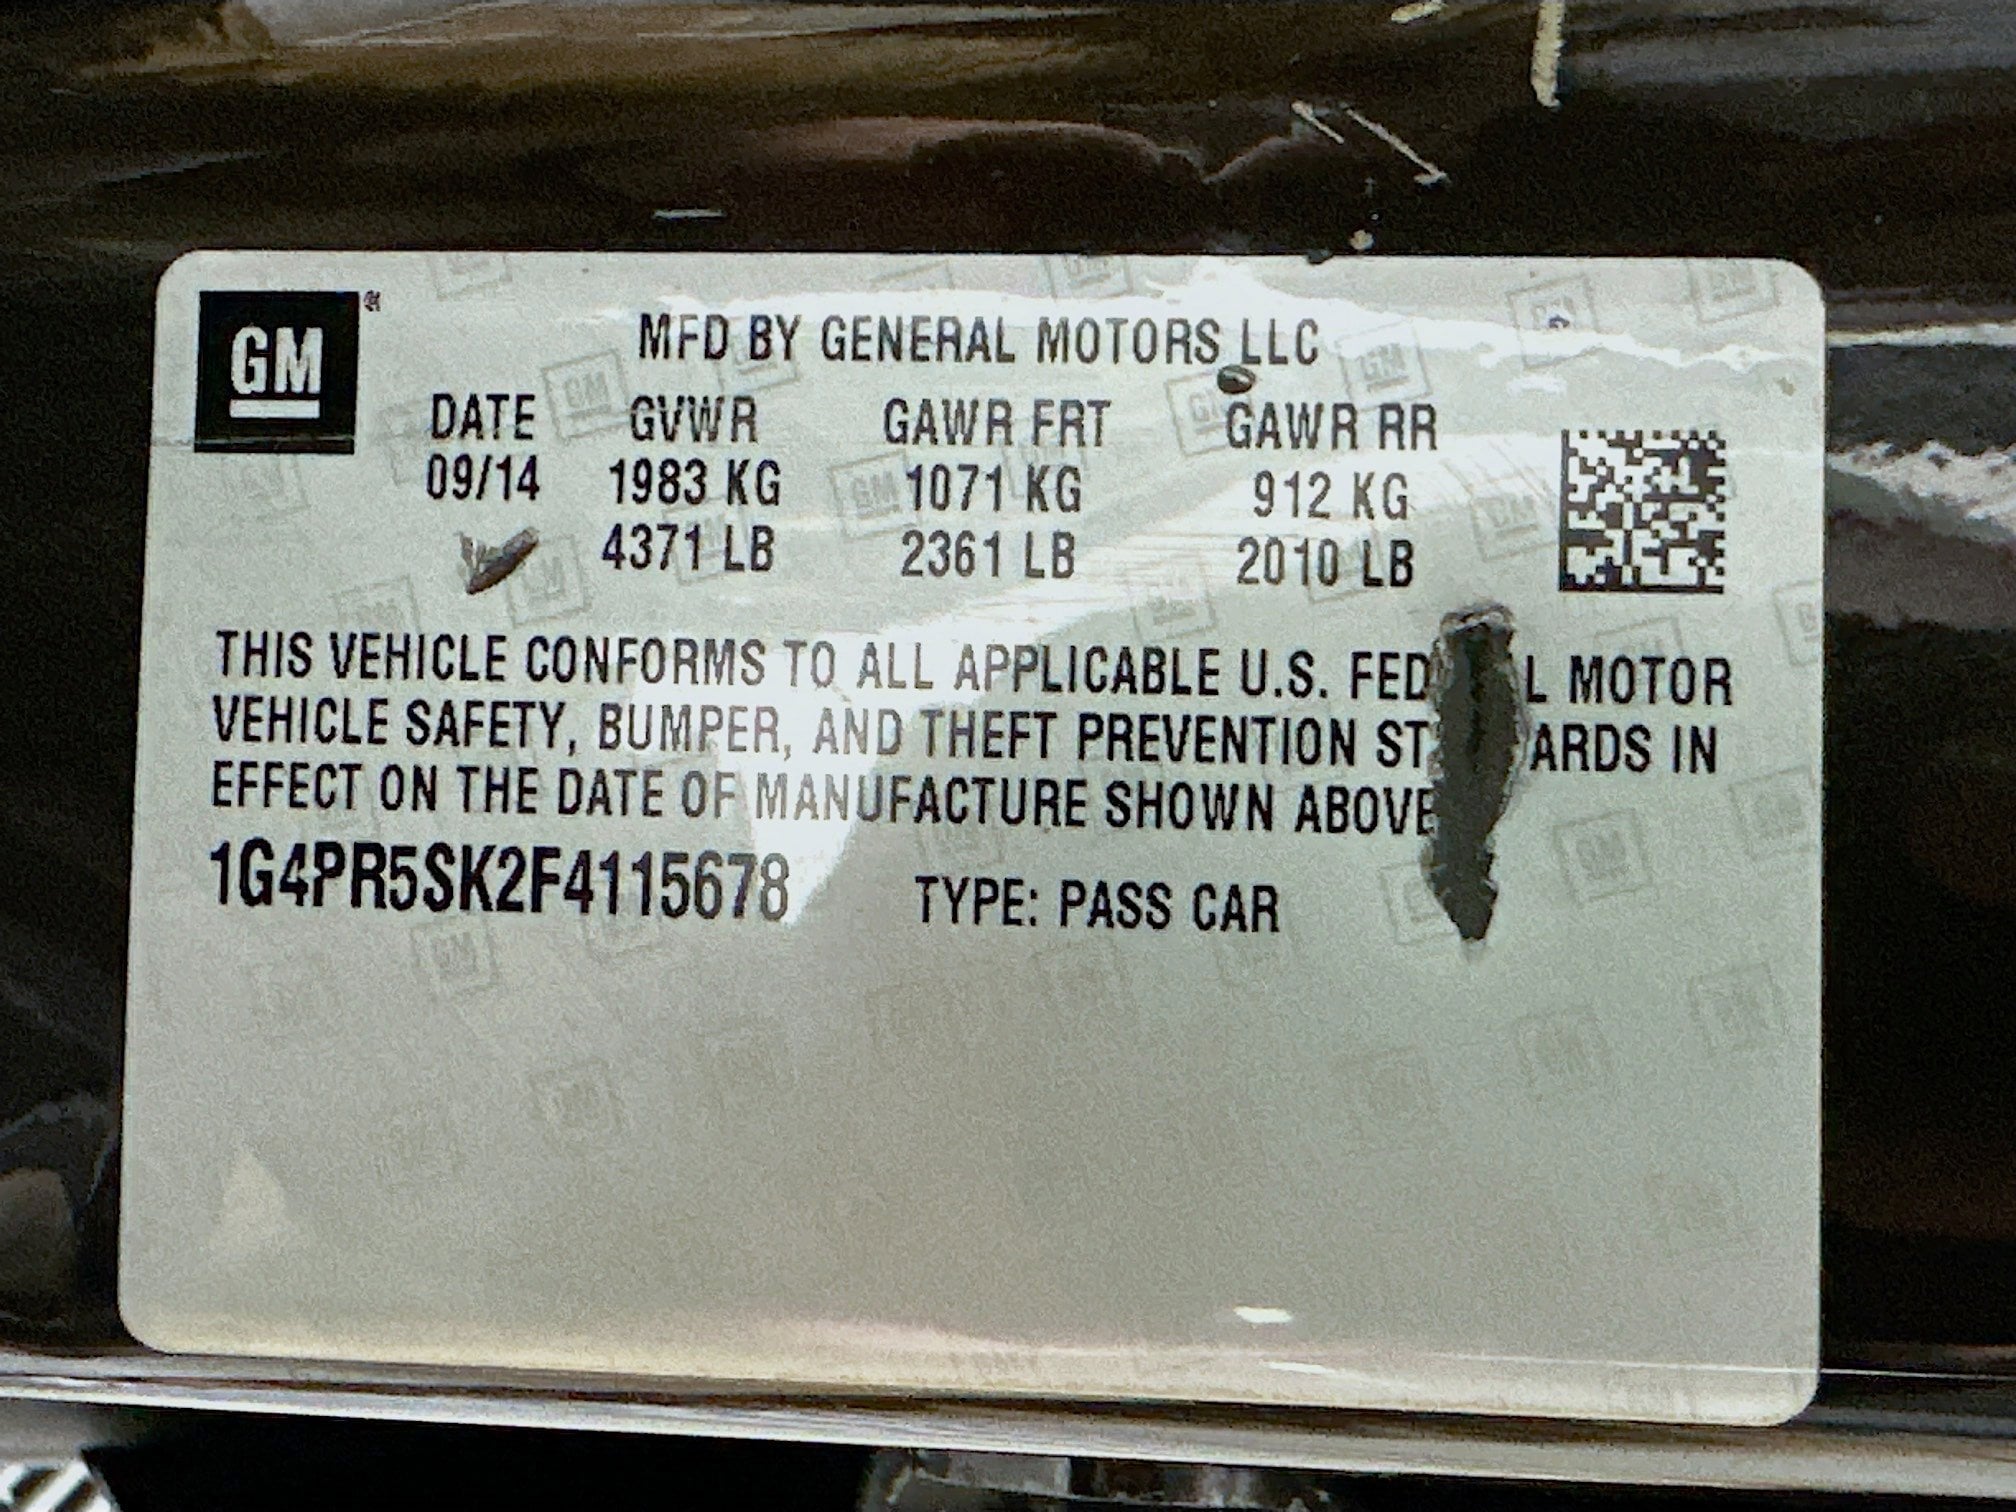 GM
MFD BY GENERAL MOTORS LLC
DATE GVWR GAWR FRT GAWR RR
09/14 1983 KG 1071 KG 912 KG
4371 LB 2361 LB 2010 LB
THIS VEHICLE CONFORMS TO ALL APPLICABLE U.S. FED L MOTOR
VEHICLE SAFETY, BUMPER, AND THEFT PREVENTION ST ARDS IN
EFFECT ON THE DATE OF MANUFACTURE SHOWN ABOVE
1G4PR5SK2F4115678 TYPE: PASS CAR